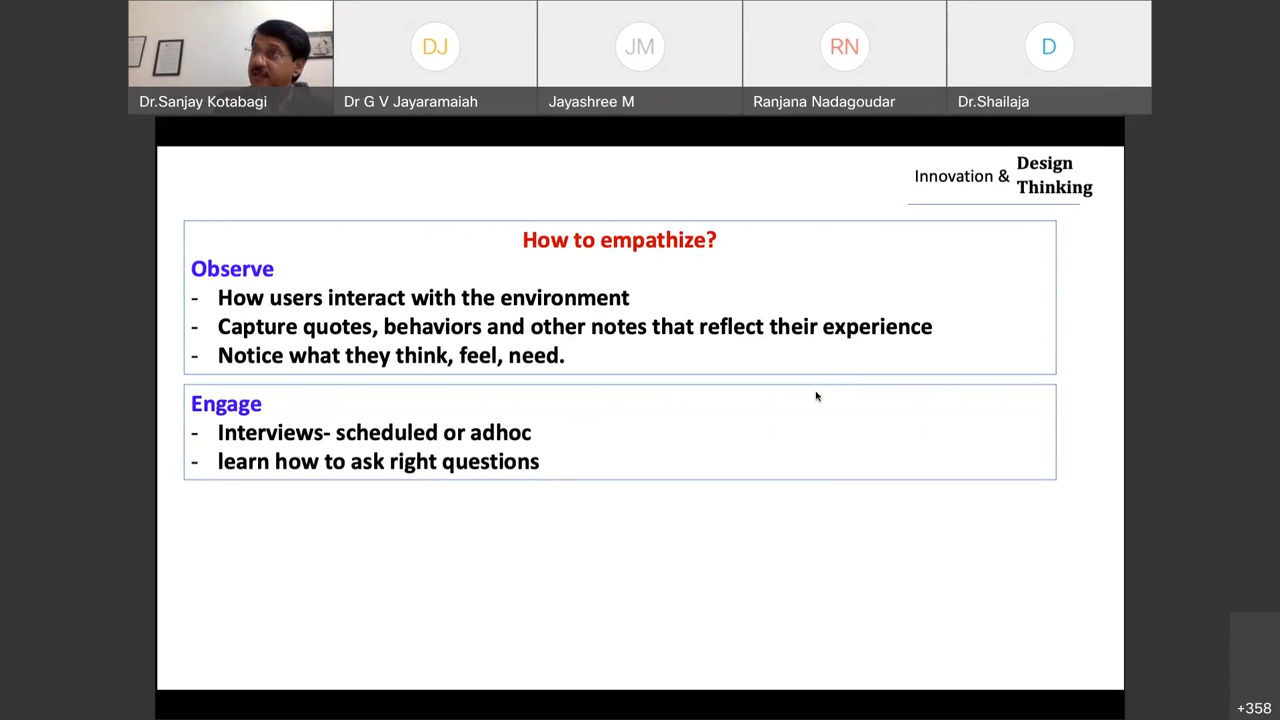 DJ
JM
RN
D
Dr.Sanjay Kotabagi
Dr G V Jayaramaiah
Jayashree M
Ranjana Nadagoudar
Dr.Shailaja
Innovation & Design
Thinking
How to empathize?
Observe
- How users interact with the environment
- Capture quotes, behaviors and other notes that reflect their experience
- Notice what they think, feel, need.
Engage
- Interviews- scheduled or adhoc
- learn how to ask right questions
+358